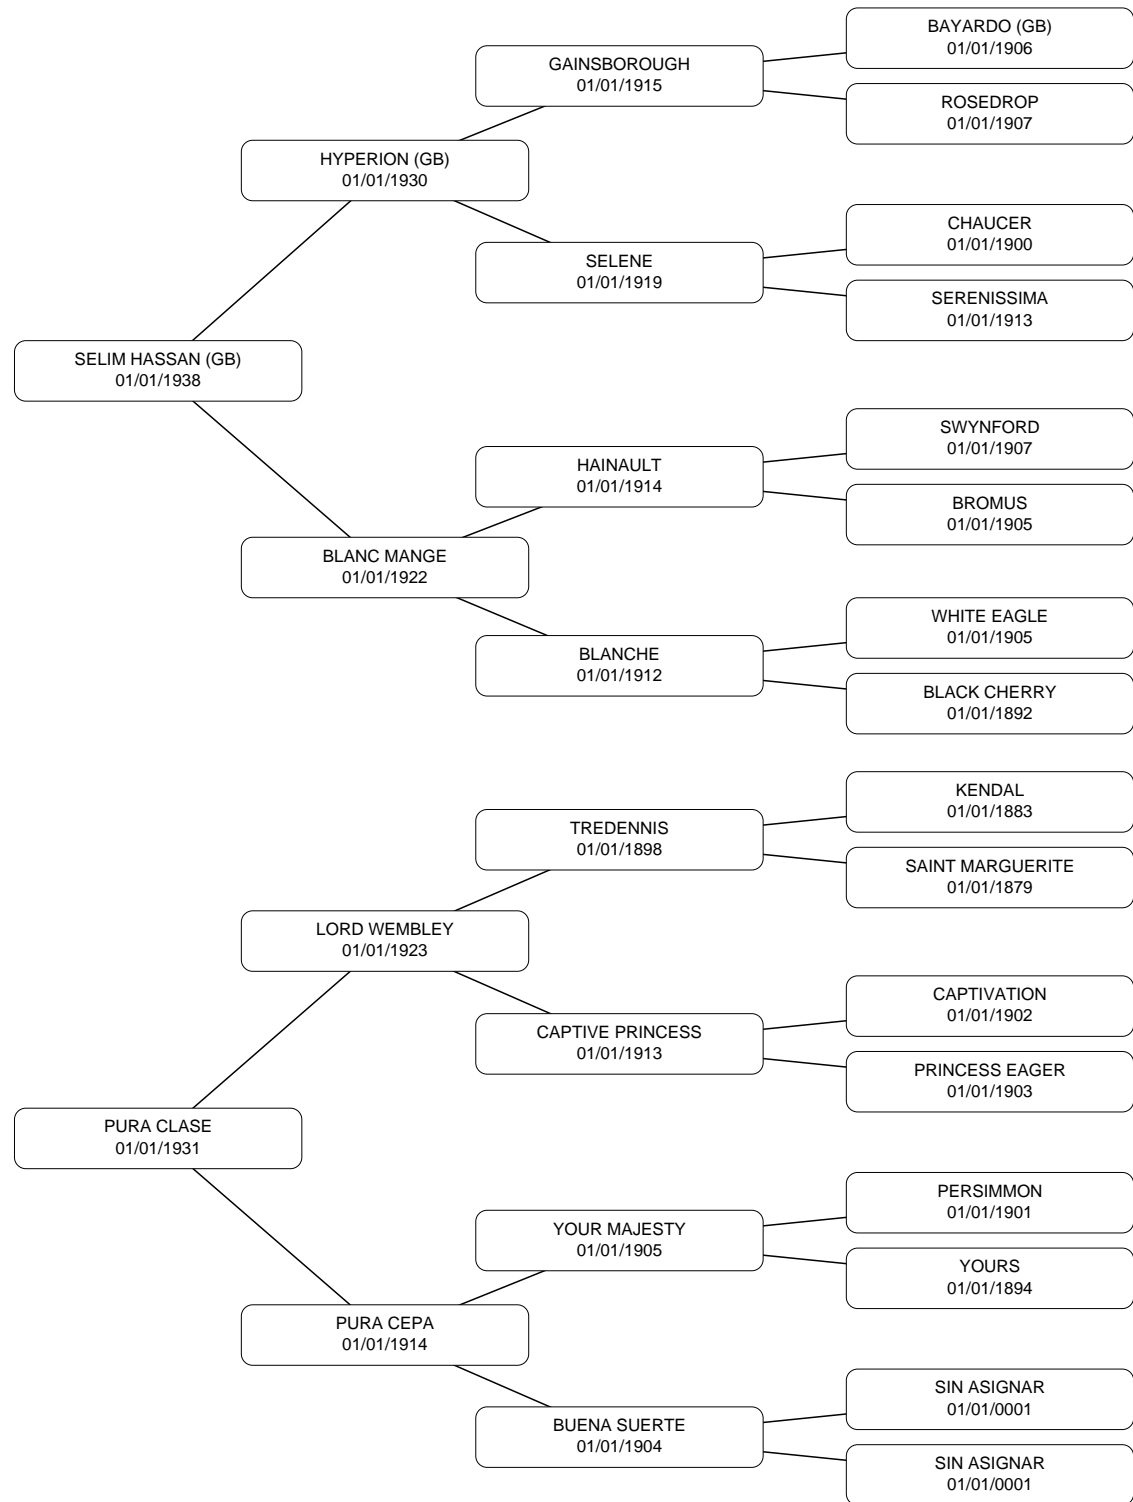 BAYARDO (GB)
01/01/1906
GAINSBOROUGH
01/01/1915
ROSEDROP
01/01/1907
HYPERION (GB)
01/01/1930
CHAUCER
01/01/1900
SELENE
01/01/1919
SERENISSIMA
01/01/1913
SELIM HASSAN (GB)
01/01/1938
SWYNFORD
01/01/1907
HAINAULT
01/01/1914
BROMUS
01/01/1905
BLANC MANGE
01/01/1922
WHITE EAGLE
01/01/1905
BLANCHE
01/01/1912
BLACK CHERRY
01/01/1892
KENDAL
01/01/1883
TREDENNIS
01/01/1898
SAINT MARGUERITE
01/01/1879
LORD WEMBLEY
01/01/1923
CAPTIVATION
01/01/1902
CAPTIVE PRINCESS
01/01/1913
PRINCESS EAGER
01/01/1903
PURA CLASE
01/01/1931
PERSIMMON
01/01/1901
YOUR MAJESTY
01/01/1905
YOURS
01/01/1894
PURA CEPA
01/01/1914
SIN ASIGNAR
01/01/0001
BUENA SUERTE
01/01/1904
SIN ASIGNAR
01/01/0001